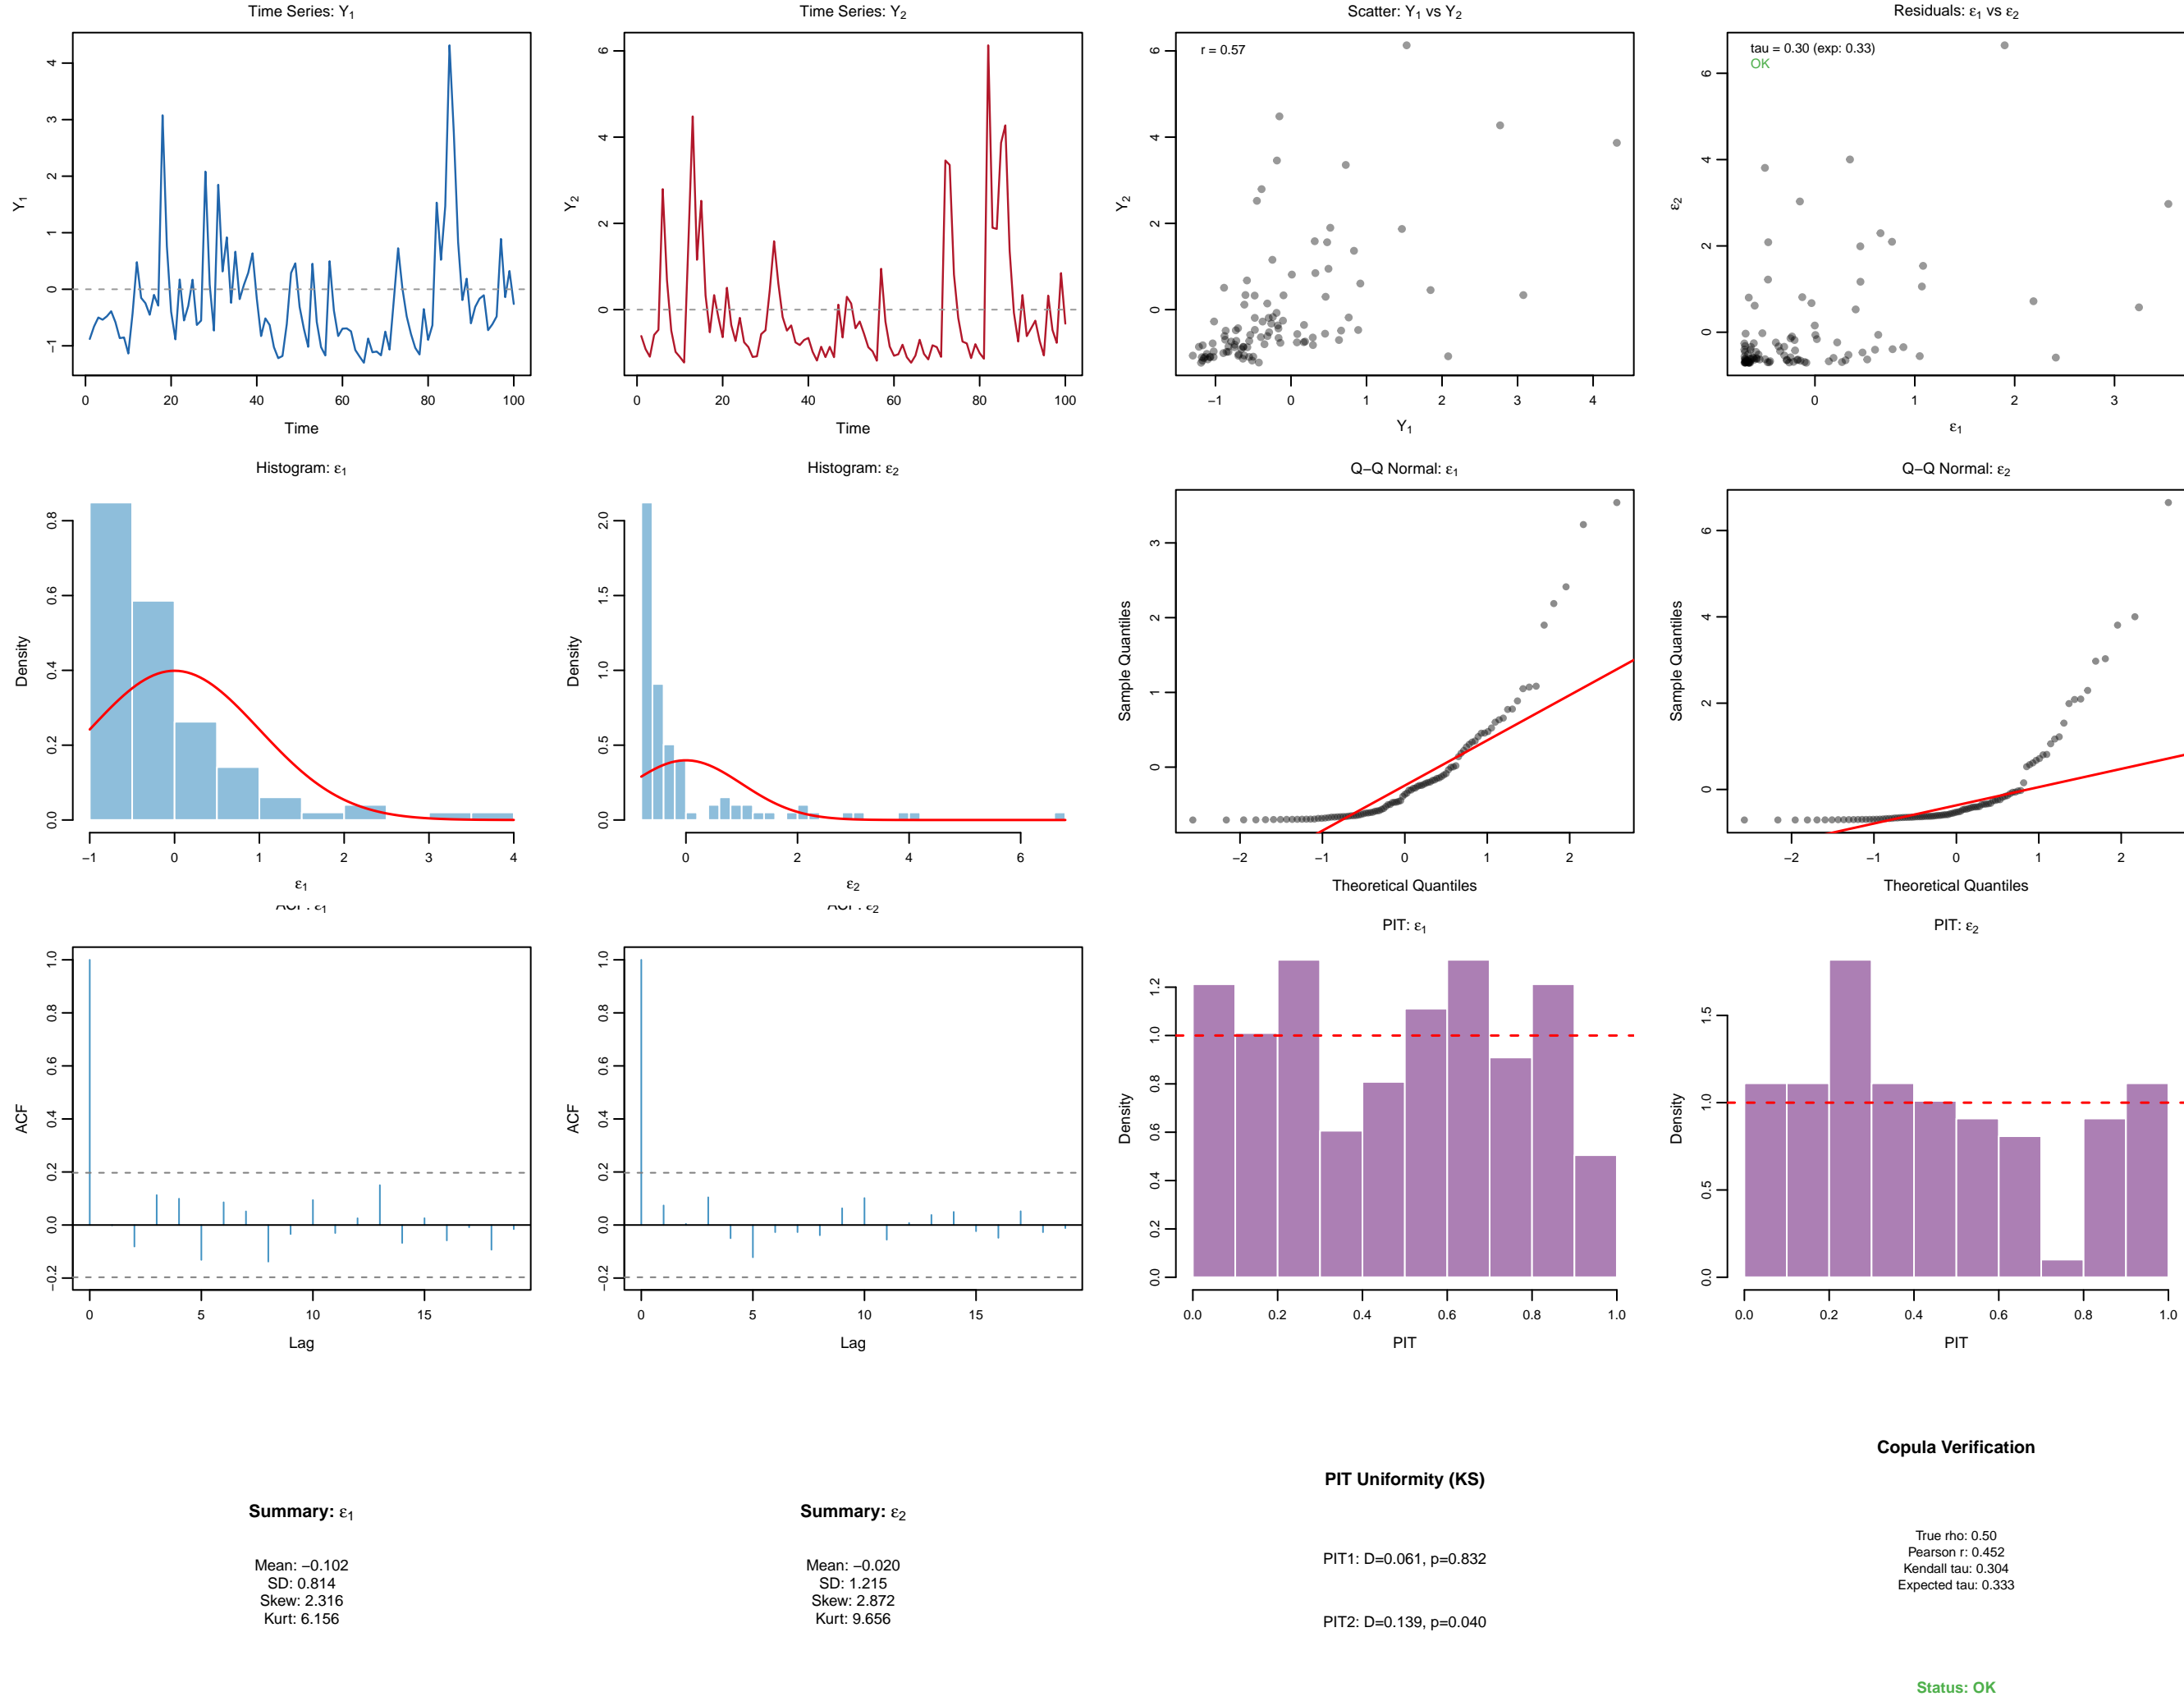 Time Series: Y1
4
3
2
1
0
−1
Y1
0 20 40 60 80 100
Time
Time Series: Y2
6
4
2
0
Y2
0 20 40 60 80 100
Time
Scatter: Y1 vs Y2
r = 0.57
6
4
2
0
Y2
−1 0 1 2 3 4
Y1
Residuals: ε1 vs ε2
tau = 0.30 (exp: 0.33)
OK
6
4
2
0
ε2
0 1 2 3
ε1
Histogram: ε1
0.8
0.6
0.4
0.2
0.0
Density
−1 0 1 2 3 4
ε1
Histogram: ε2
2.0
1.5
1.0
0.5
0.0
Density
0 2 4 6
ε2
Q−Q Normal: ε1
3
2
1
0
Sample Quantiles
−2 −1 0 1 2
Theoretical Quantiles
Q−Q Normal: ε2
6
4
2
0
Sample Quantiles
−2 −1 0 1 2
Theoretical Quantiles
ACF: ε1
1.0
0.8
0.6
0.4
0.2
0.0
−0.2
ACF
0 5 10 15
Lag
ACF: ε2
1.0
0.8
0.6
0.4
0.2
0.0
−0.2
ACF
0 5 10 15
Lag
PIT: ε1
1.2
1.0
0.8
0.6
0.4
0.2
0.0
Density
0.0 0.2 0.4 0.6 0.8 1.0
PIT
PIT: ε2
1.5
1.0
0.5
0.0
Density
0.0 0.2 0.4 0.6 0.8 1.0
PIT
Summary: ε1
Mean: −0.102
SD: 0.814
Skew: 2.316
Kurt: 6.156
Summary: ε2
Mean: −0.020
SD: 1.215
Skew: 2.872
Kurt: 9.656
PIT Uniformity (KS)
PIT1: D=0.061, p=0.832
PIT2: D=0.139, p=0.040
Copula Verification
True rho: 0.50
Pearson r: 0.452
Kendall tau: 0.304
Expected tau: 0.333
Status: OK